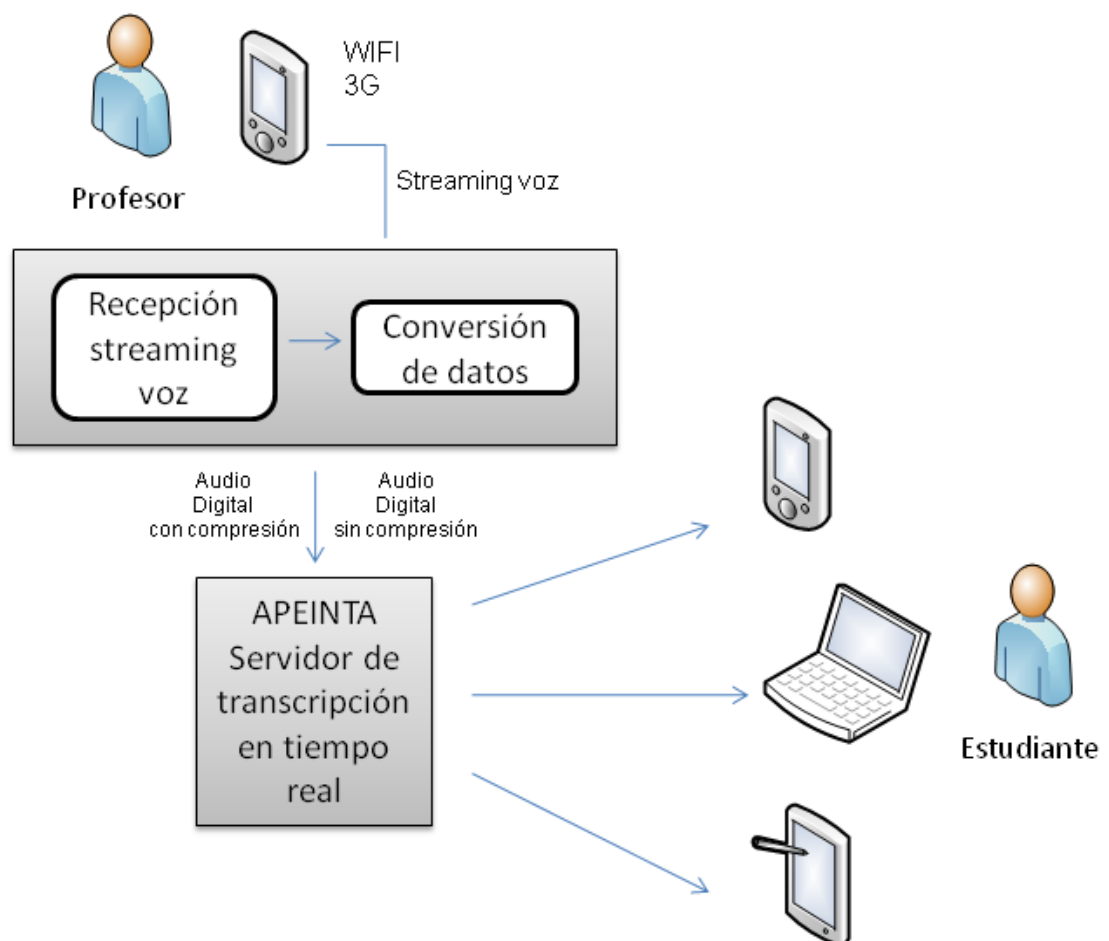 WIFI
3G
Profesor
Streaming voz
Recepción
streaming
voz
Conversión
de datos
Audio
Digital
con compresión
Audio
Digital
sin compresión
APEINTA
Servidor de
transcripción
en tiempo
real
Estudiante